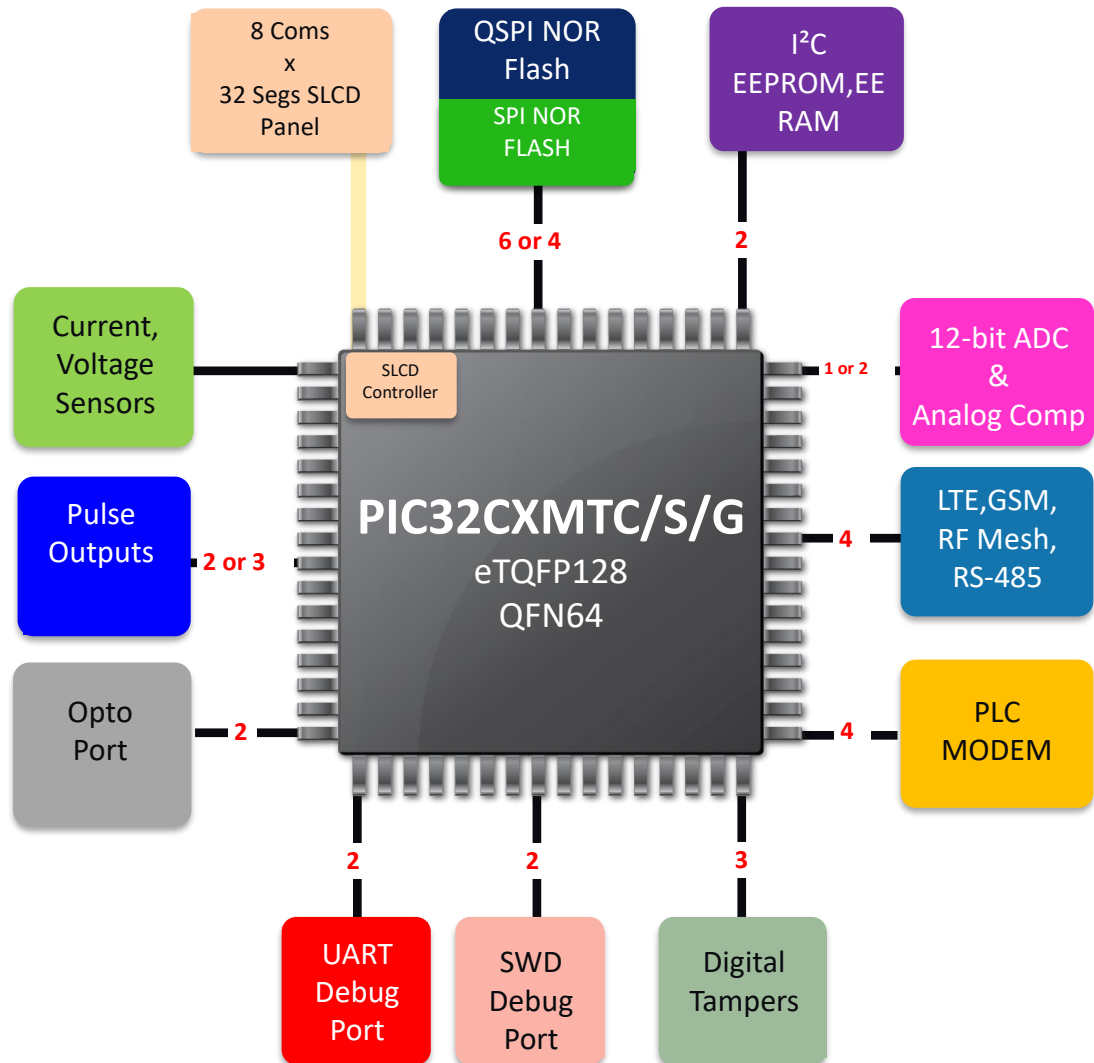 8 Coms
x
32 Segs SLCD
Panel
QSPI NOR
Flash
SPI NOR
FLASH
I²C
EEPROM,EE
RAM
6 or 4
2
Current,
Voltage
Sensors
SLCD
Controller
1 or 2
12-bit ADC
&
Analog Comp
Pulse
Outputs
2 or 3
PIC32CXMTC/S/G
eTQFP128
QFN64
4
LTE,GSM,
RF Mesh,
RS-485
Opto
Port
2
4
PLC
MODEM
2
2
3
UART
Debug
Port
SWD
Debug
Port
Digital
Tampers